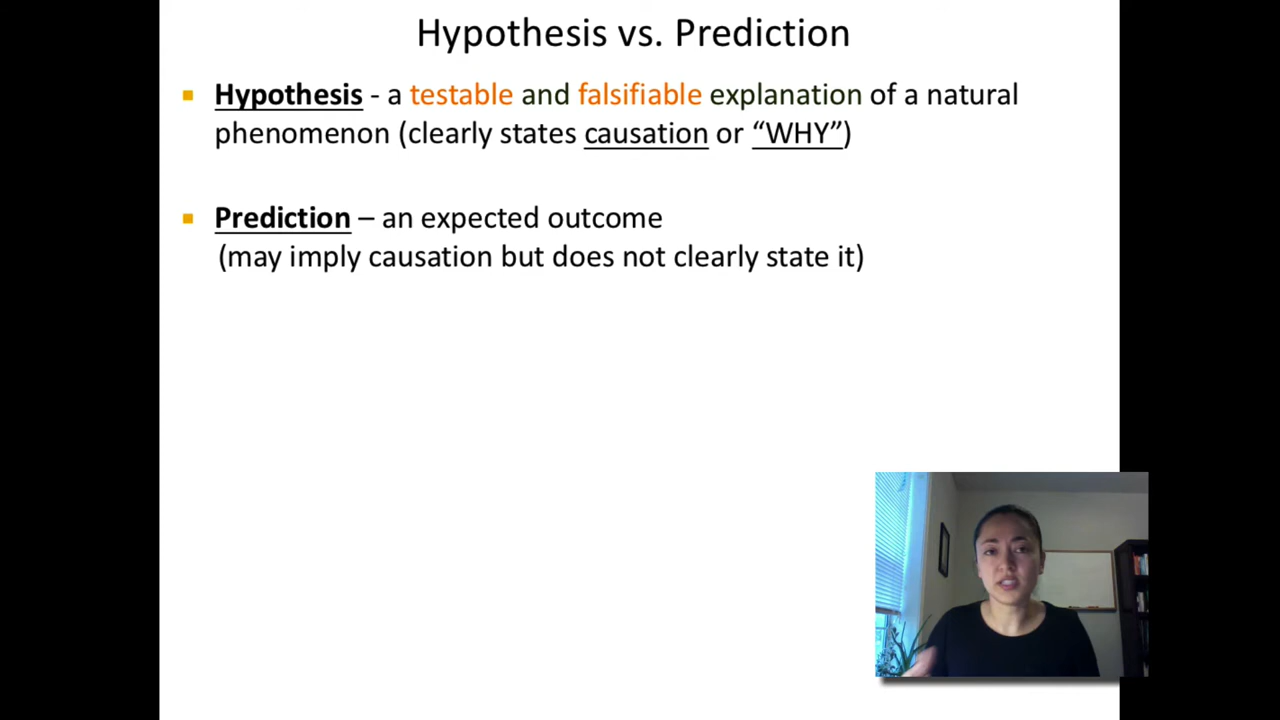 Hypothesis vs. Prediction
Hypothesis - a testable and falsifiable explanation of a natural
phenomenon (clearly states causation or “WHY”)
Prediction – an expected outcome
(may imply causation but does not clearly state it)